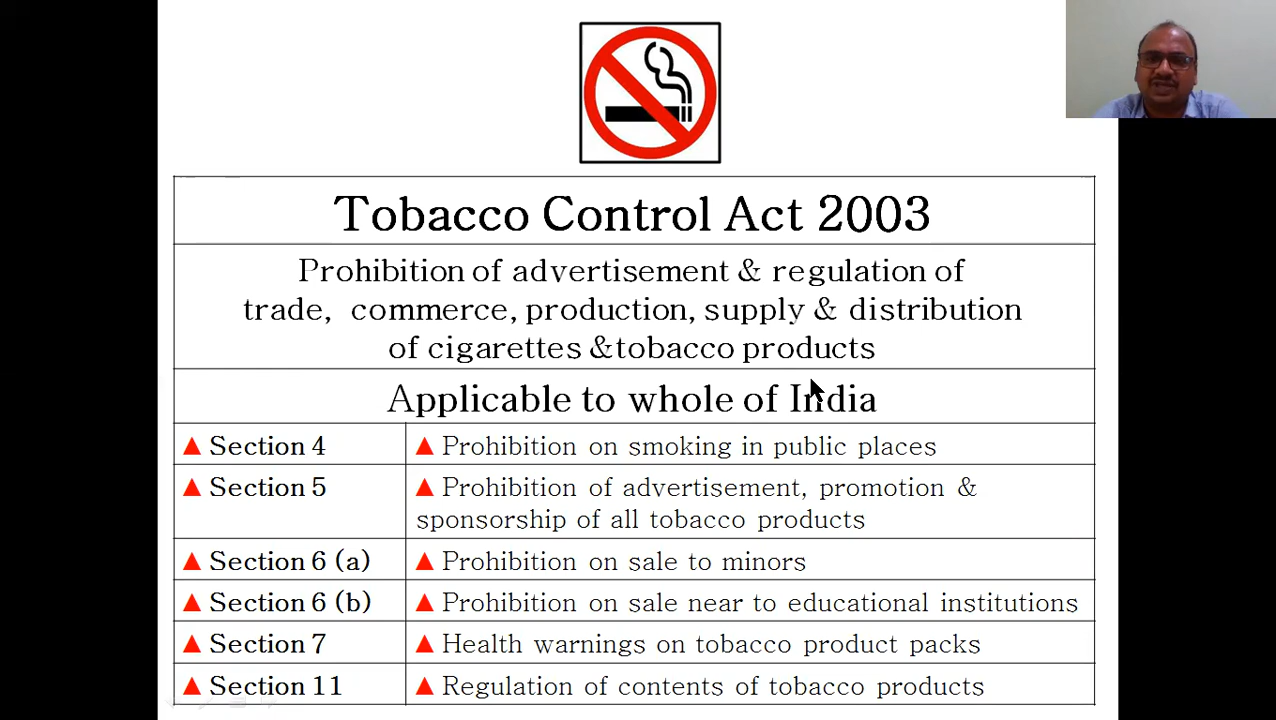 Tobacco Control Act 2003
Prohibition of advertisement & regulation of
trade, commerce, production, supply & distribution
of cigarettes &tobacco products
Applicable to whole of India
Section 4
Prohibition on smoking in public places
Section 5
Prohibition of advertisement, promotion &
sponsorship of all tobacco products
Section 6 (a)
Prohibition on sale to minors
Section 6 (b)
Prohibition on sale near to educational institutions
Section 7
Health warnings on tobacco product packs
Section 11
Regulation of contents of tobacco products